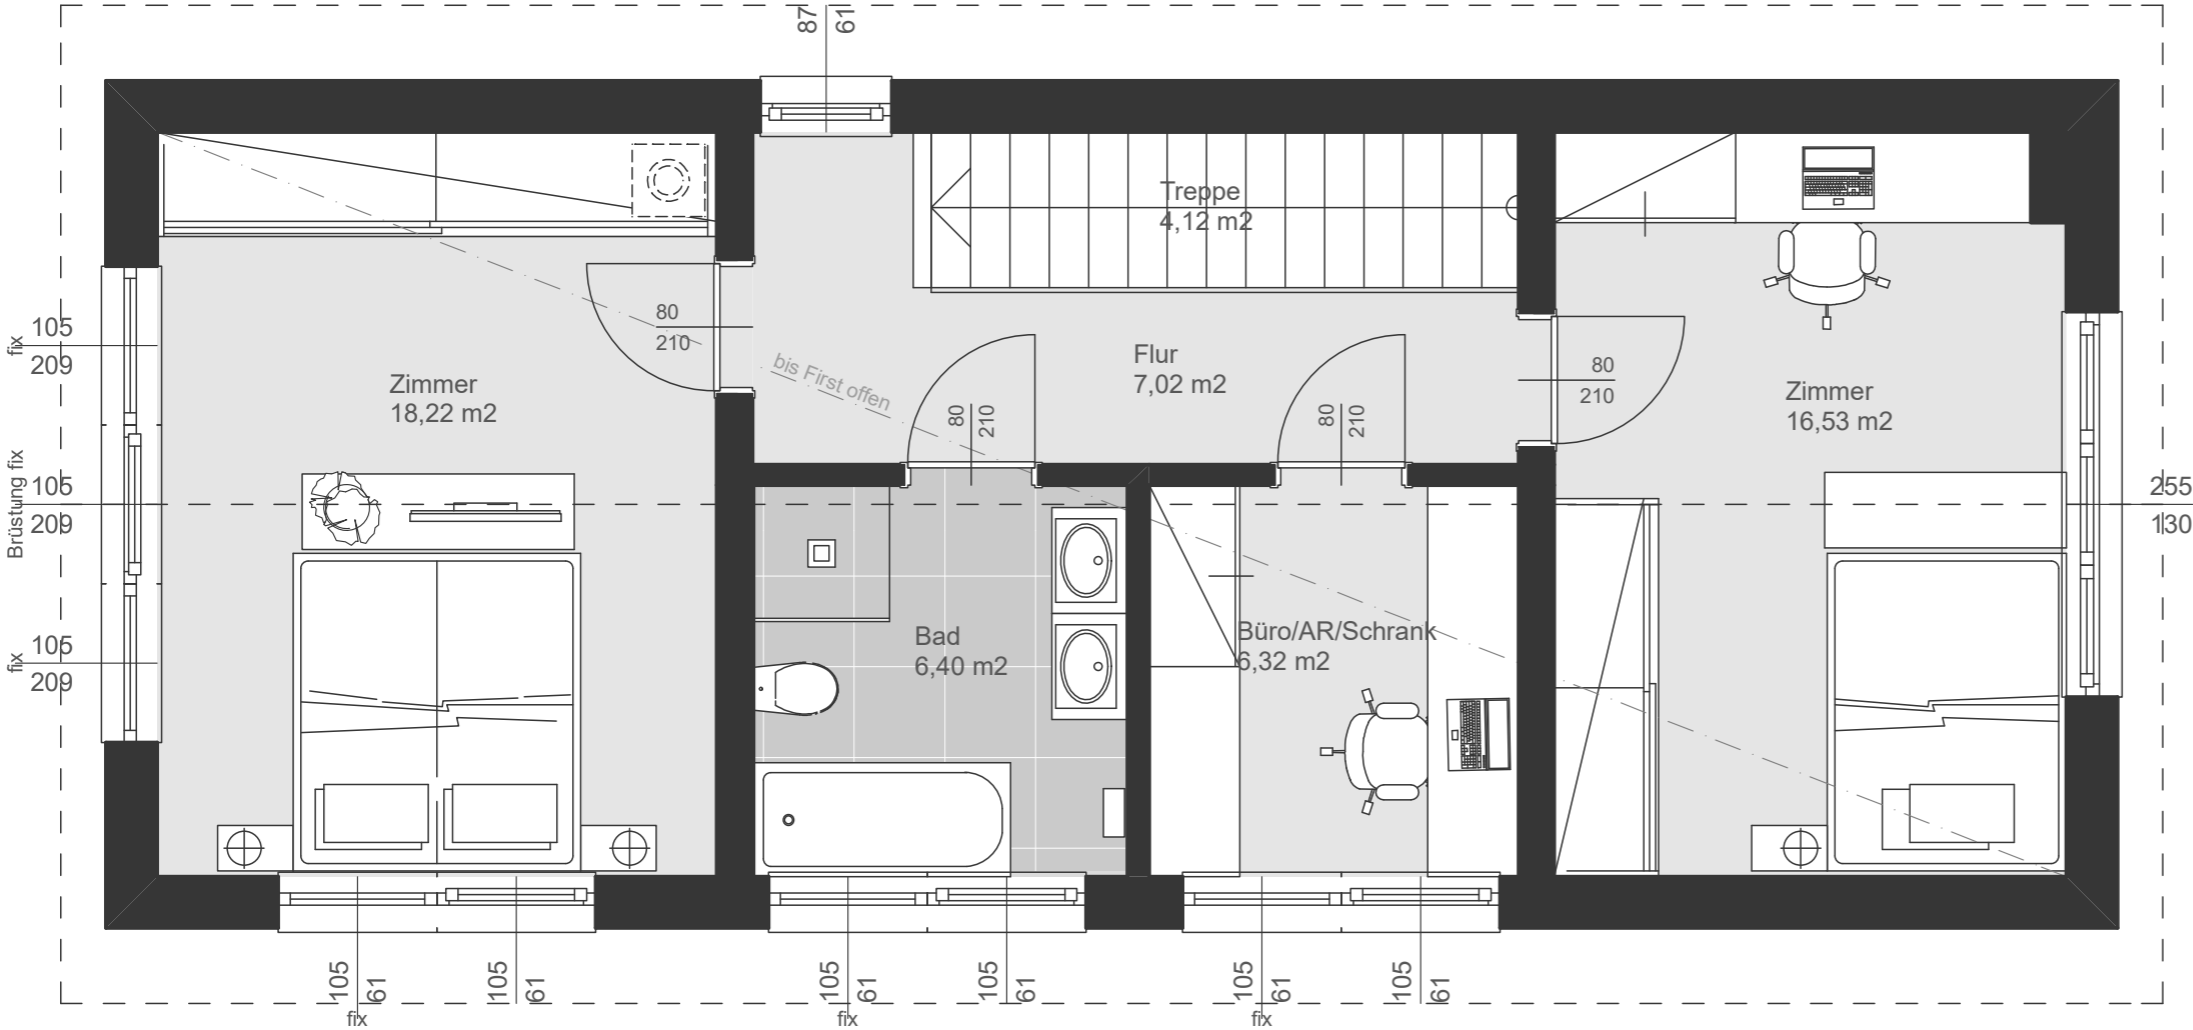 87
61
Treppe
4,12 m2
fix
105
209
80
210
bis First offen
Flur
7,02 m2
80
210
Zimmer
18,22 m2
80
210
80
210
Zimmer
16,53 m2
Brüstung fix
105
209
255
130
fix
105
209
Bad
6,40 m2
Büro/AR/Schrank
6,32 m2
105
61
fix
105
61
105
61
fix
105
61
105
61
fix
105
61